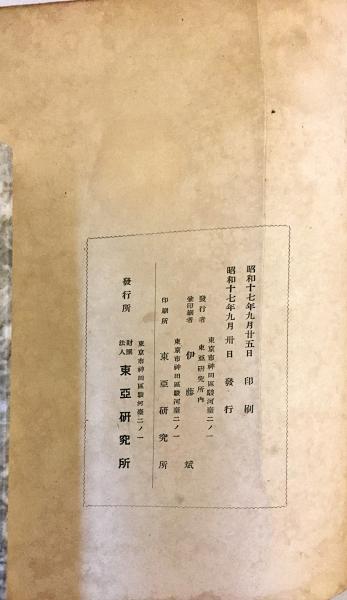 昭和十七年九月廿五日 印刷
昭和十七年九月卅日 發行
東京市神田區駿河臺二ノ一
東亞研究所内
發行者
兼印刷者 伊藤斌
東京市神田區駿河臺二ノ一
印刷所 東亞研究所
東京市神田區駿河臺二ノ一
發行所 財團法人 東亞研究所